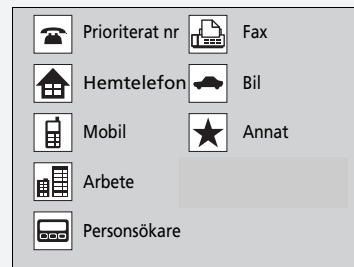 Prioriterat nr
Fax
Hemtelefon
Bil
Mobil
Annat
Arbete
Personsökare